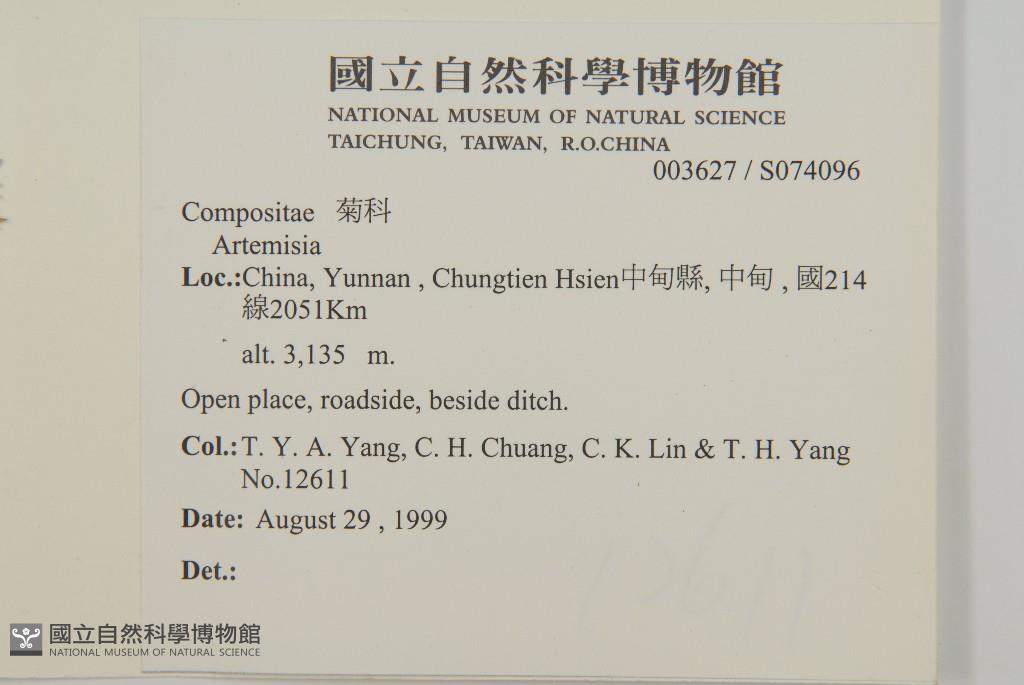 國立自然科學博物館
NATIONAL MUSEUM OF NATURAL SCIENCE
TAICHUNG, TAIWAN, R.O.CHINA
003627 / S074096
Compositae 菊科
Artemisia
Loc.:China, Yunnan , Chungtien Hsien中甸縣, 中甸 , 國214
線2051Km
alt. 3,135 m.
Open place, roadside, beside ditch.
Col.: T. Y. A. Yang, C. H. Chuang, C. K. Lin & T. H. Yang
No.12611
Date: August 29 , 1999
Det.:
國立自然科學博物館
NATIONAL MUSEUM OF NATURAL SCIENCE